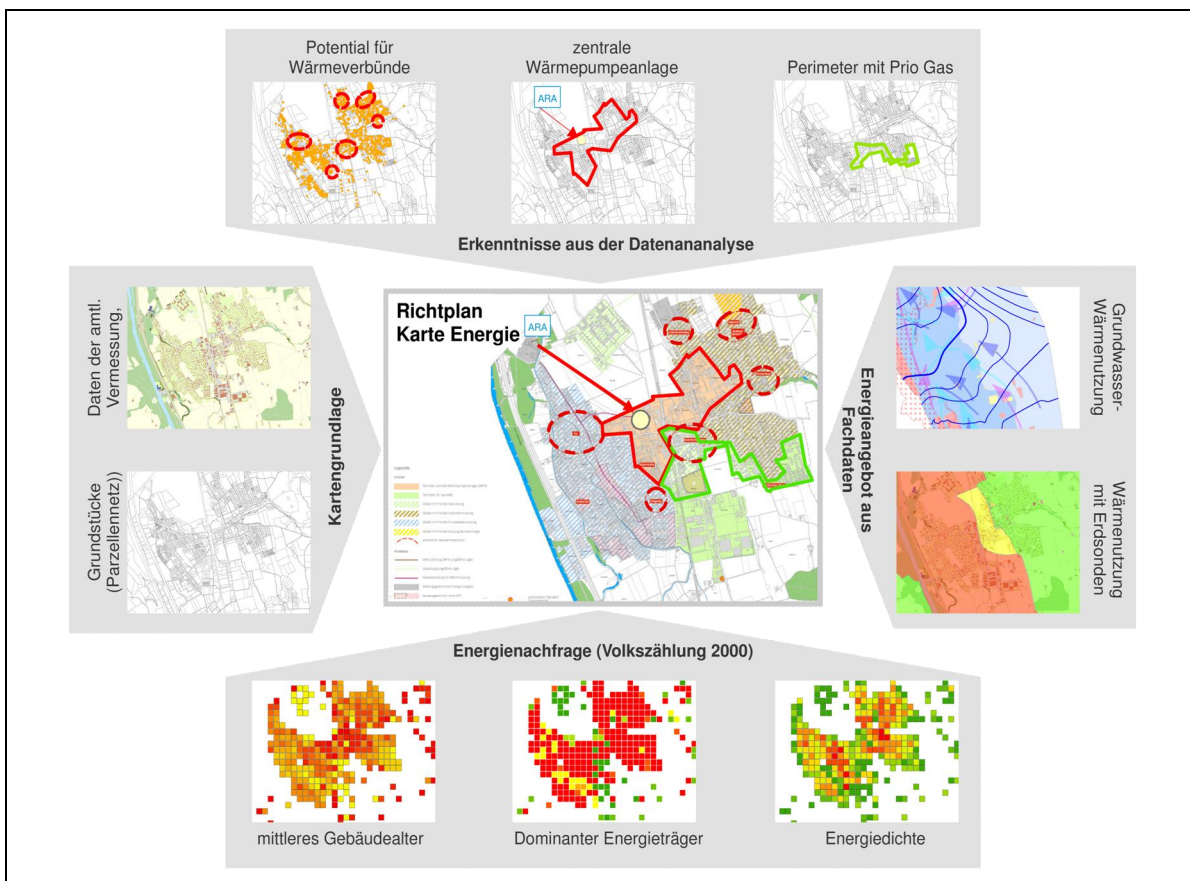 Potential für
Wärmeverbünde
zentrale
Wärmepumpeanlage
Perimeter mit Prio Gas
ARA
Erkenntnisse aus der Datenananalyse
Daten der amtl.
Vermessung,
Grundstücke
(Parzellennetz))
Kartengrundlage
Richtplan
Karte Energie
ARA
Energieangebot aus
Fachdaten
Grundwasser-
Wärmenutzung
Wärmenutzung
mit Erdsonden
Energienachfrage (Volkszählung 2000)
mittleres Gebäudealter
Dominanter Energieträger
Energiedichte